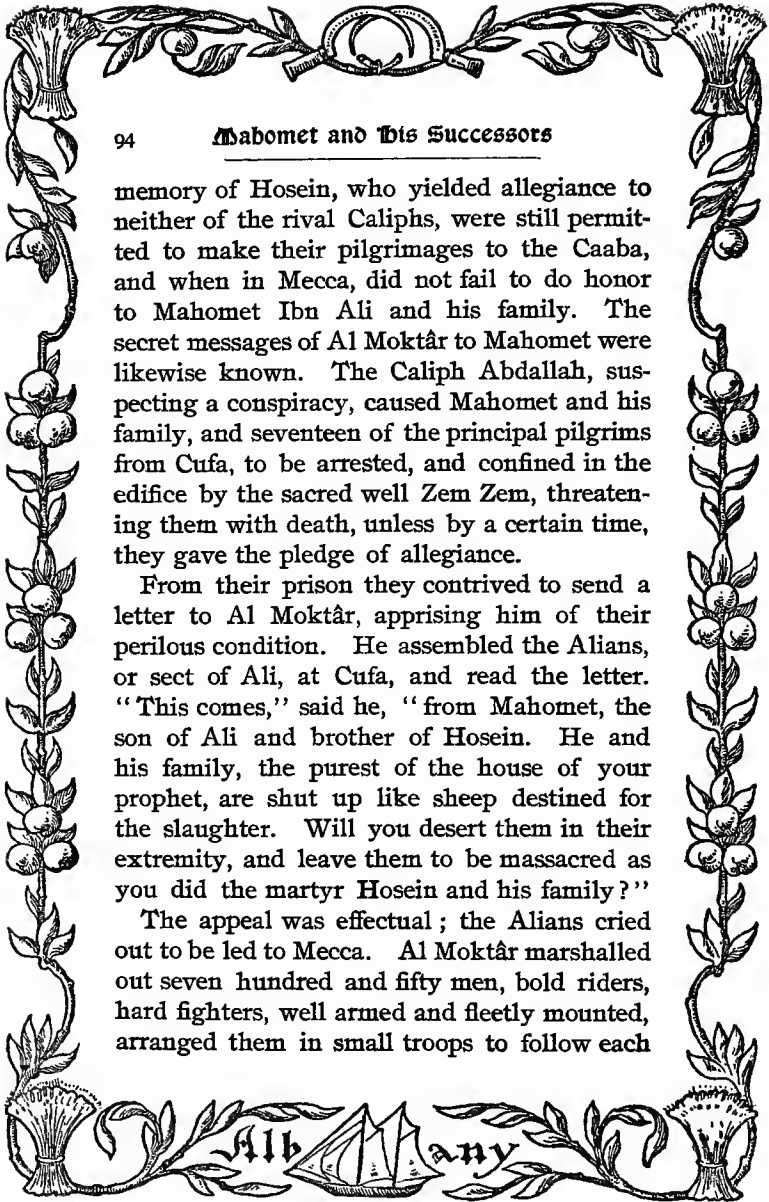 94 Mahomet and His Successors
memory of Hosein, who yielded allegiance to
neither of the rival Caliphs, were still permit-
ted to make their pilgrimages to the Caaba,
and when in Mecca, did not fail to do honor
to Mahomet Ibn Ali and his family. The
secret messages of Al Moktâr to Mahomet were
likewise known. The Caliph Abdallah, sus-
pecting a conspiracy, caused Mahomet and his
family, and seventeen of the principal pilgrims
from Cufa, to be arrested, and confined in the
edifice by the sacred well Zem Zem, threaten-
ing them with death, unless by a certain time,
they gave the pledge of allegiance.
From their prison they contrived to send a
letter to Al Moktâr, apprising him of their
perilous condition. He assembled the Alians,
or sect of Ali, at Cufa, and read the letter.
“This comes,” said he, “from Mahomet, the
son of Ali and brother of Hosein. He and
his family, the purest of the house of your
prophet, are shut up like sheep destined for
the slaughter. Will you desert them in their
extremity, and leave them to be massacred as
you did the martyr Hosein and his family?”
The appeal was effectual; the Alians cried
out to be led to Mecca. Al Moktâr marshalled
out seven hundred and fifty men, bold riders,
hard fighters, well armed and fleetly mounted,
arranged them in small troops to follow each
Albany